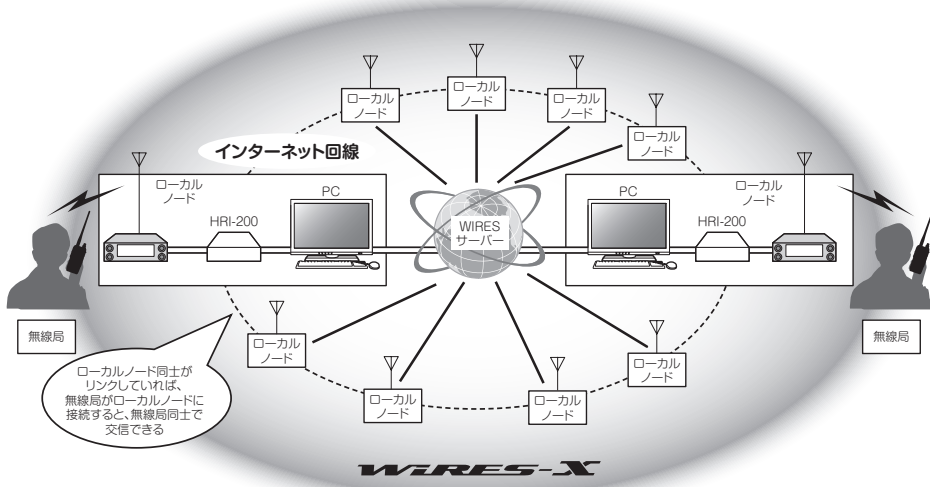 ローカル
ノード
ローカル
ノード
ローカル
ノード
ローカル
ノード
インターネット回線
ローカル
ノード
HRI-200
PC
WIRES
サーバー
PC
HRI-200
ローカル
ノード
無線局
無線局
ローカル
ノード
ローカル
ノード
ローカル
ノード
ローカル
ノード
ローカルノード同士が
リンクしていれば、
無線局がローカルノードに
接続すると、無線局同士で
交信できる
WiRES-X